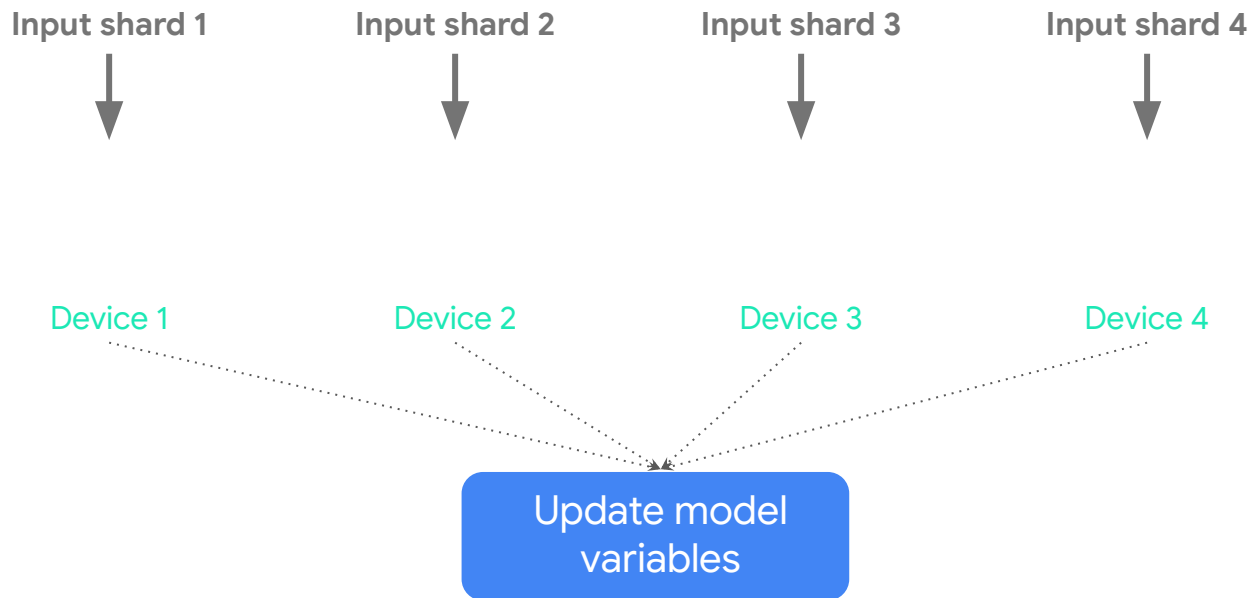 Input shard 1
Input shard 2
Input shard 3
Input shard 4
Device 1
Device 2
Device 3
Device 4
Update model
variables